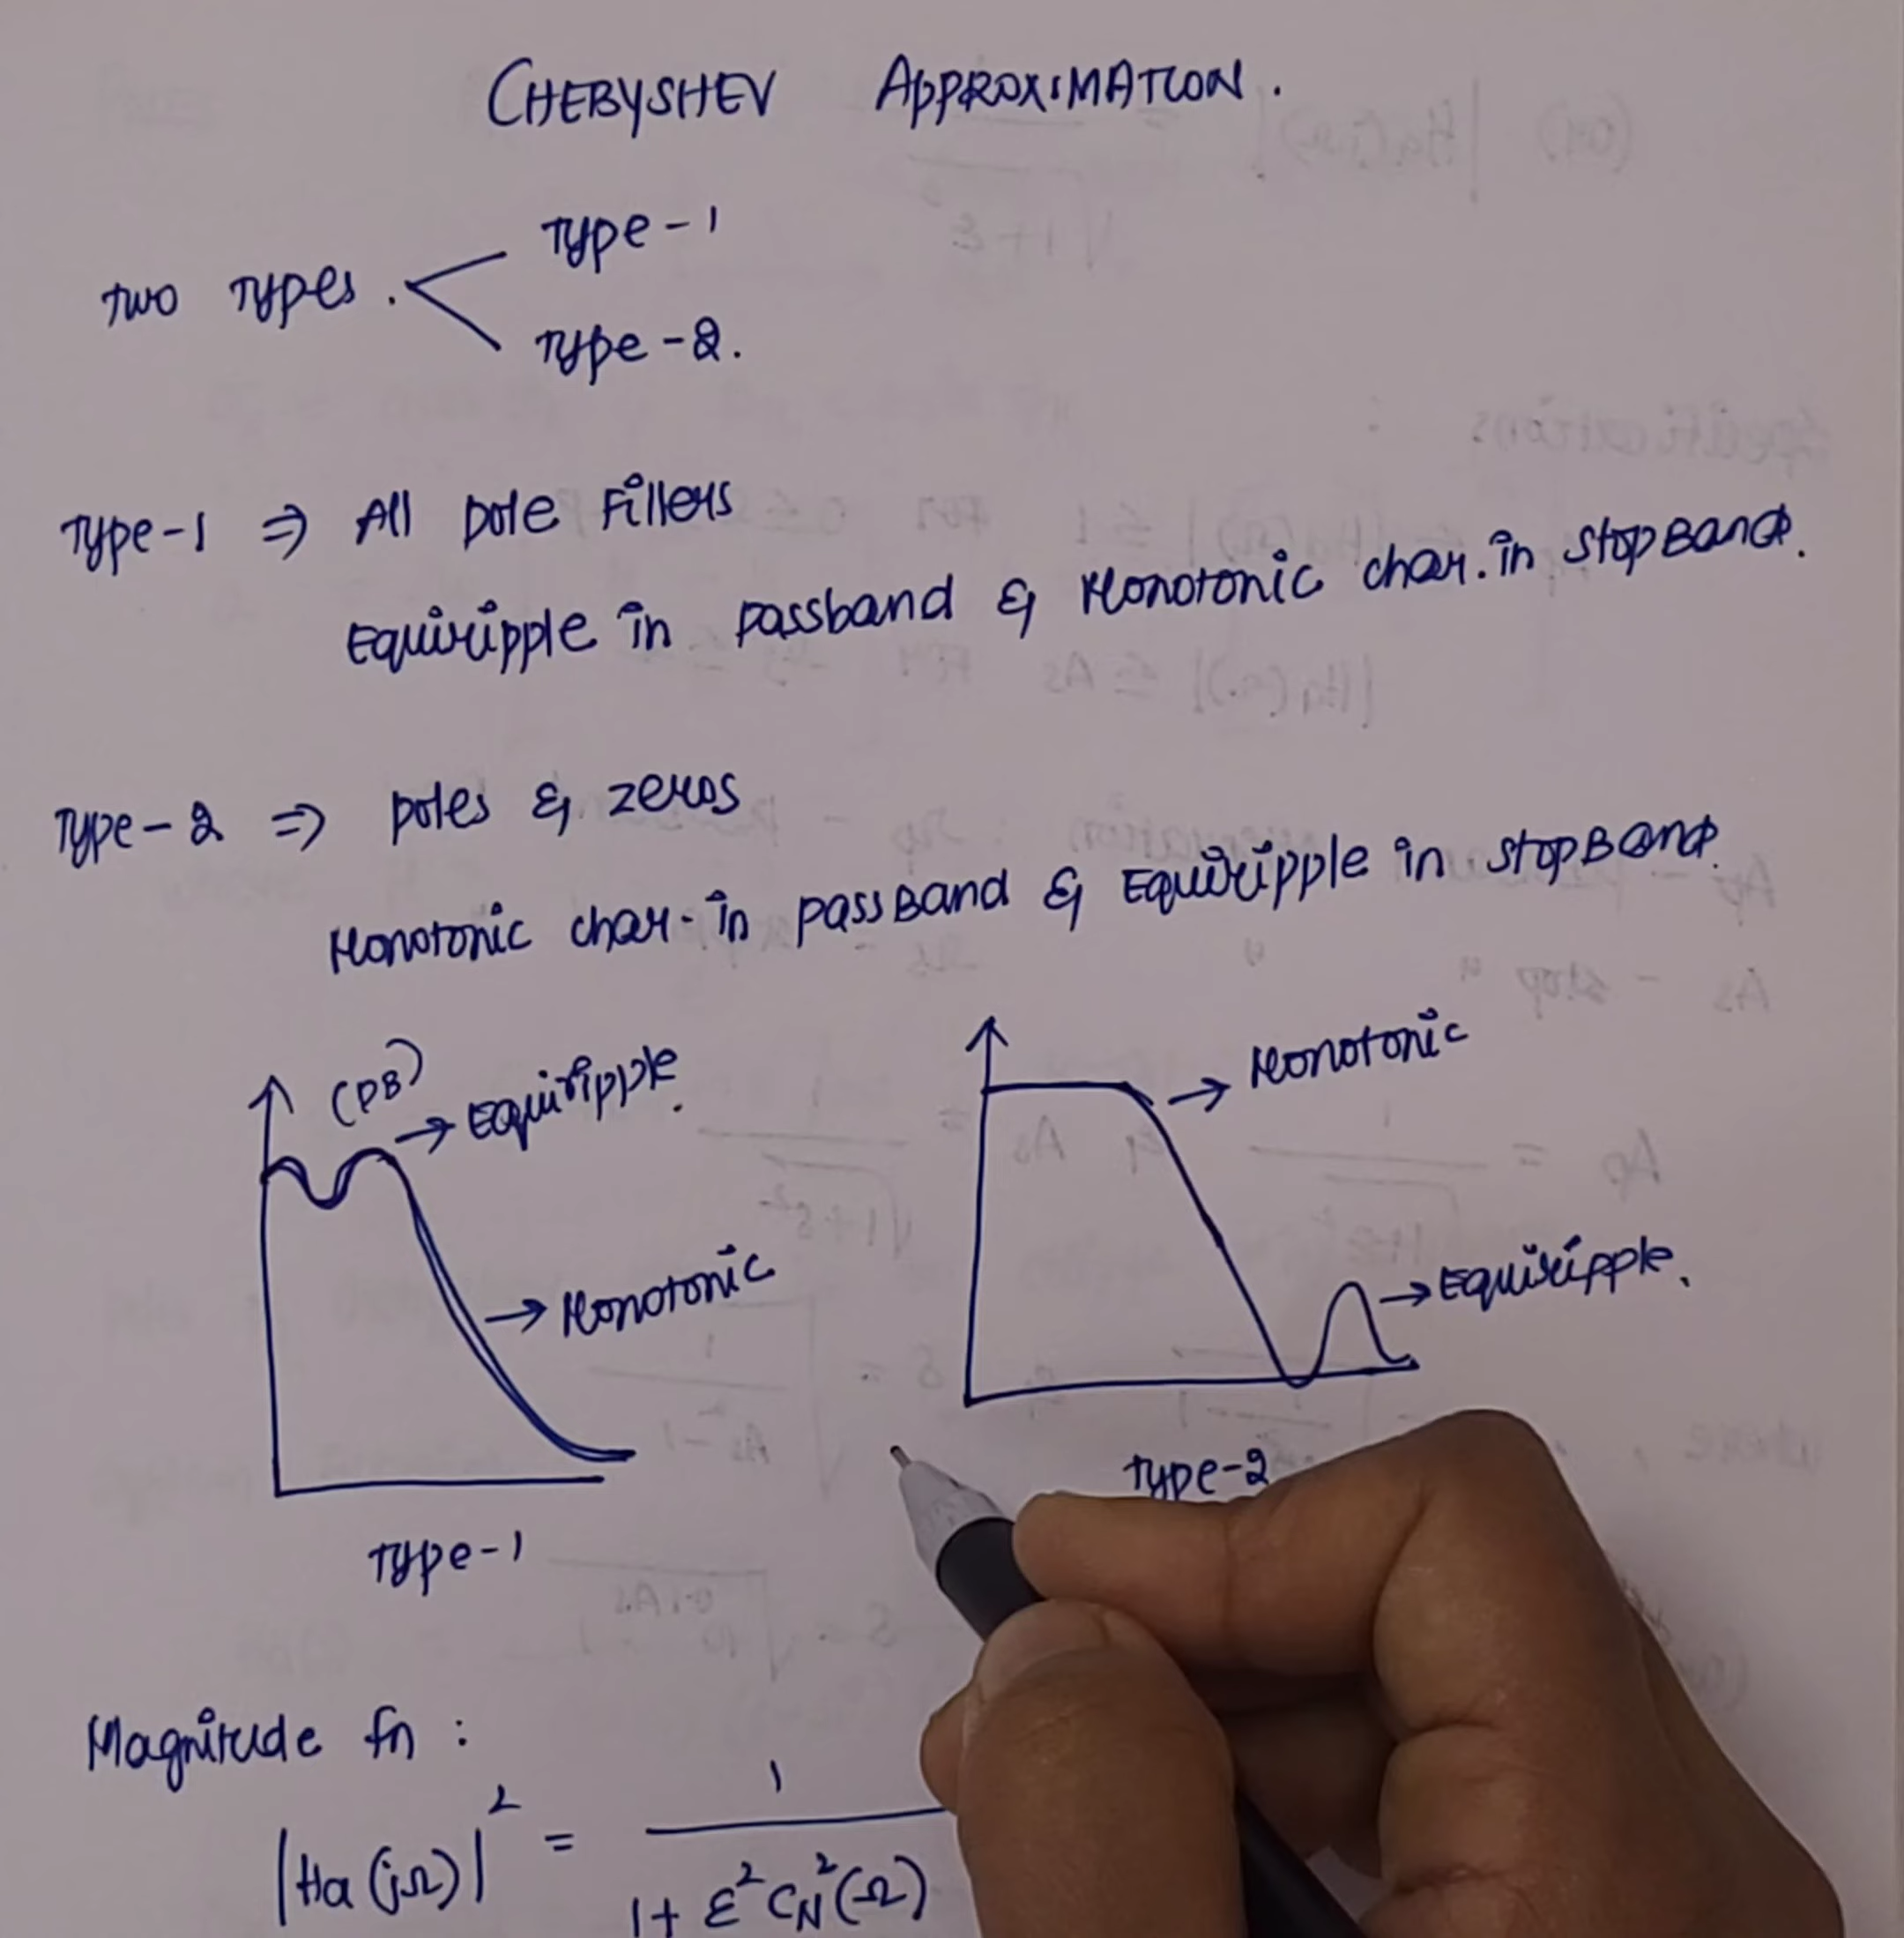 CHEBYSHEV APPROXIMATION.
Two Types.
Type-1
Type-2.
Type-1 ⇒ All pole Filters
Equiripple in passband & Monotonic char. in stopBand.
Type-2 ⇒ poles & zeros
Monotonic char. in passBand & Equiripple in stopBand.
(PB)
→ Equiripple.
→ Monotonic
Type-1
→ Monotonic
→ Equiripple.
Type-2
Magnitude fn :
|Ha(jΩ)|² = 1 / 1 + ε² C_N²(Ω)